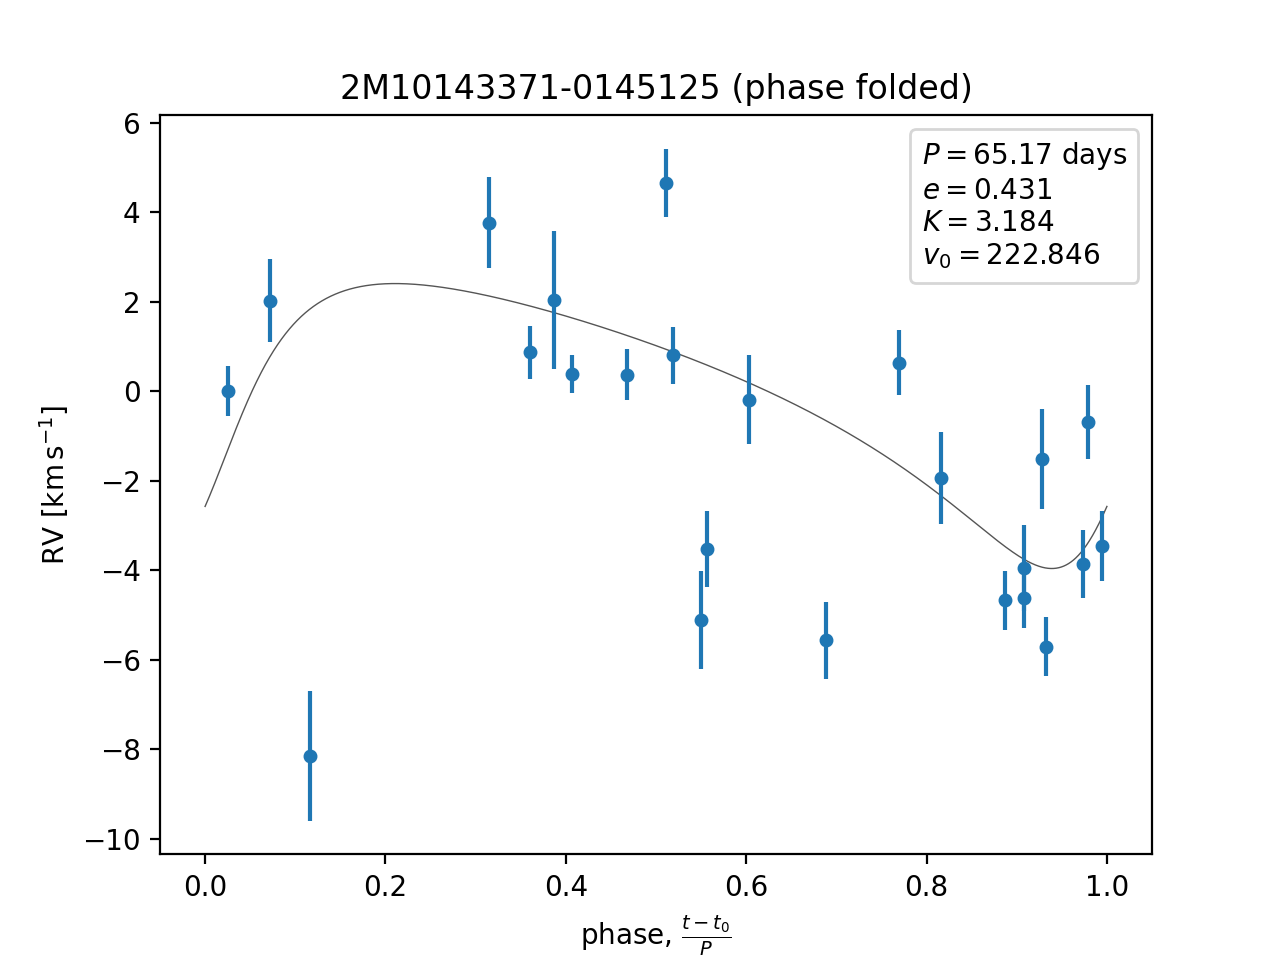 2M10143371-0145125 (phase folded)
P = 65.17 days
e = 0.431
K = 3.184
v₀ = 222.846
6
4
2
0
−2
−4
−6
−8
−10
RV [km s⁻¹]
0.0 0.2 0.4 0.6 0.8 1.0
phase, (t − t₀)/P